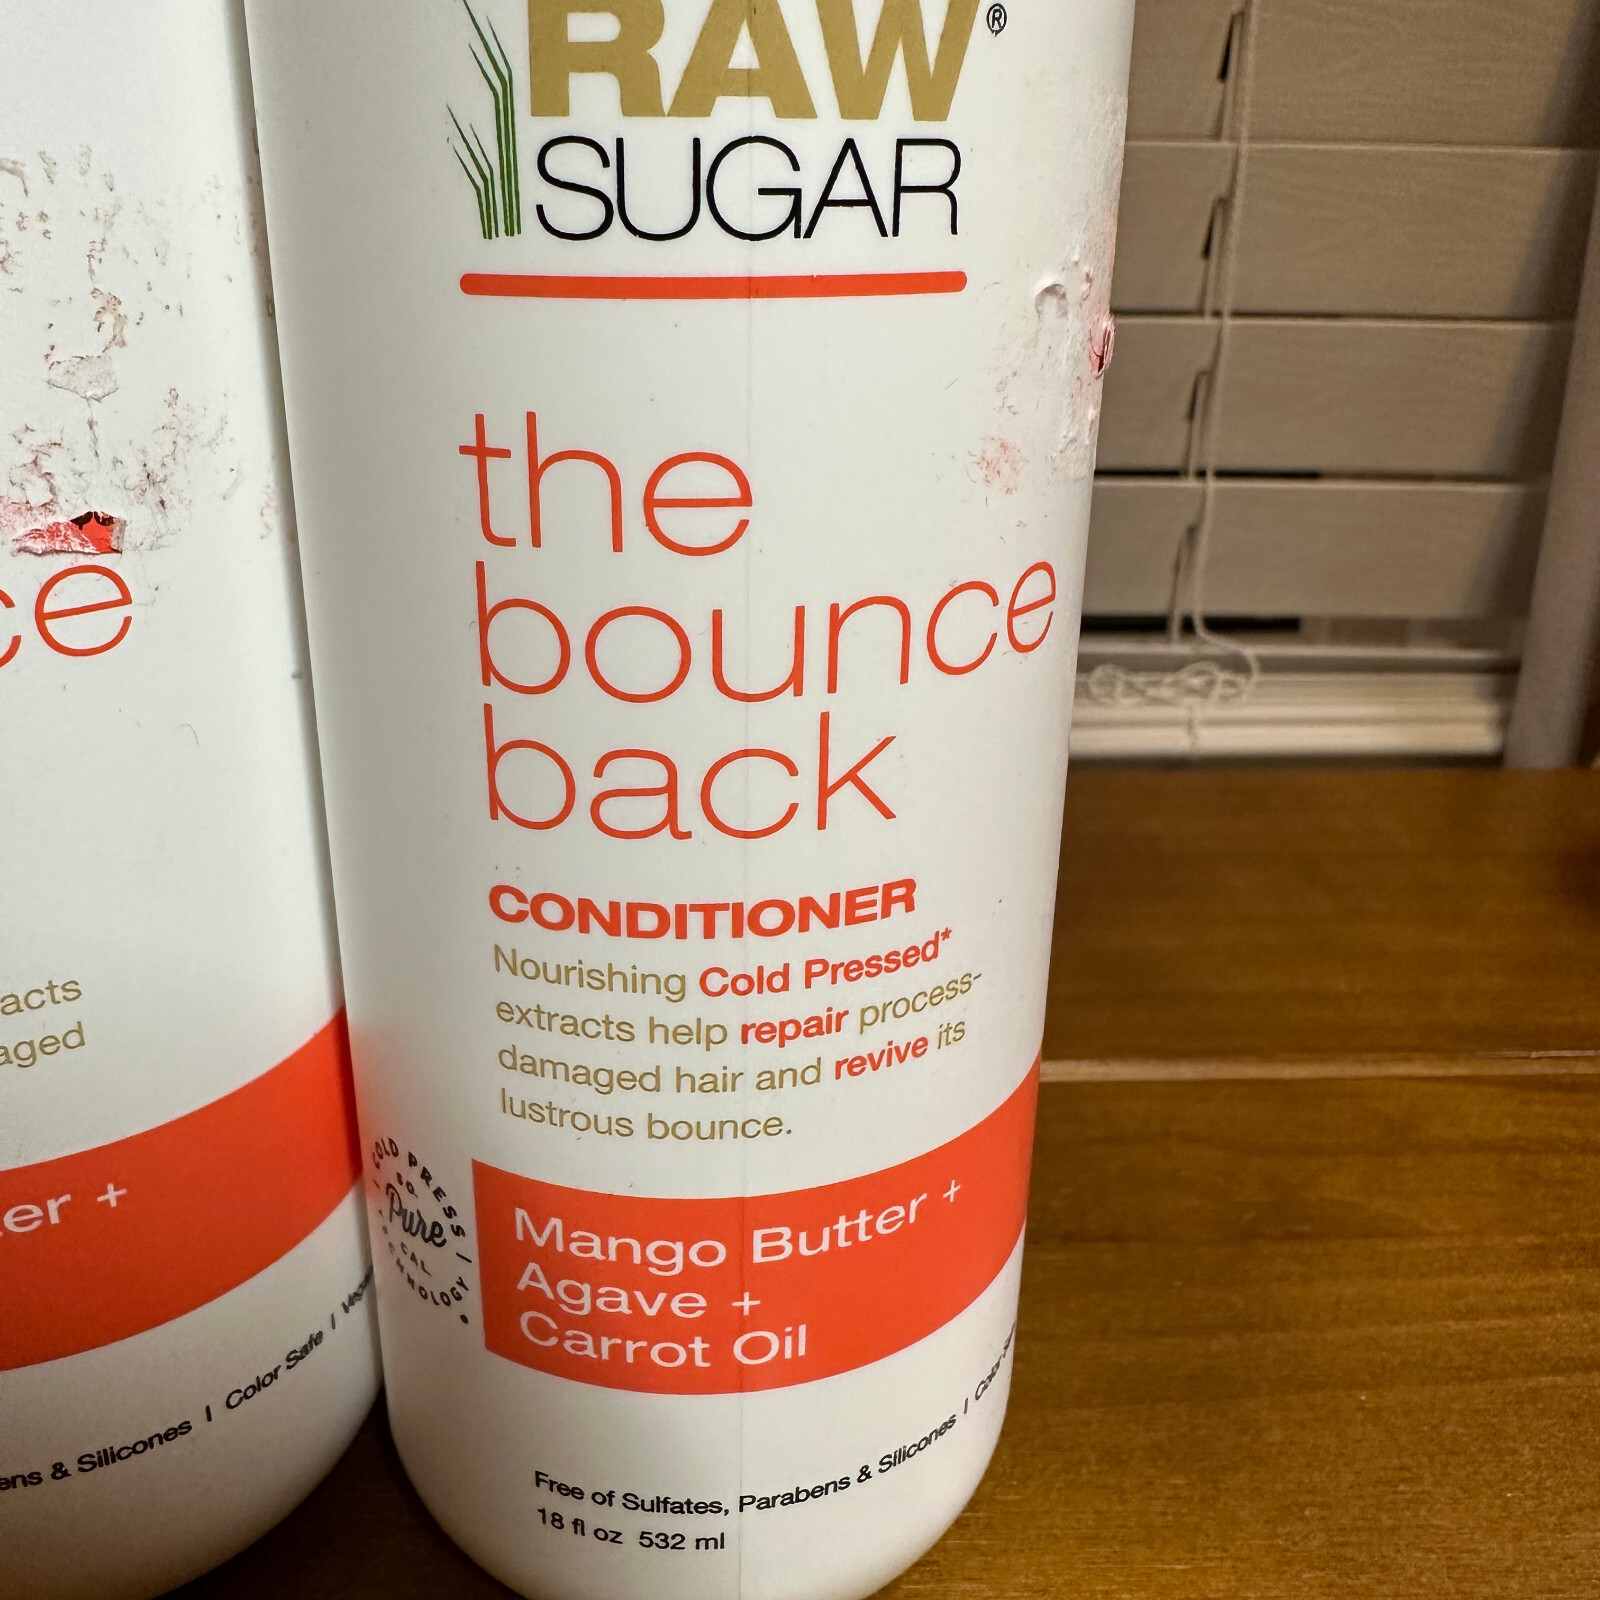 RAW®
SUGAR
the
bounce
back
CONDITIONER
Nourishing Cold Pressed*
extracts help repair process-
damaged hair and revive its
lustrous bounce.
COLD PRESS
Pure
Mango Butter +
Agave +
Carrot Oil
Free of Sulfates, Parabens & Silicones |
18 fl oz 532 ml
ce
acts
aged
er +
ens & Silicones | Color Safe |